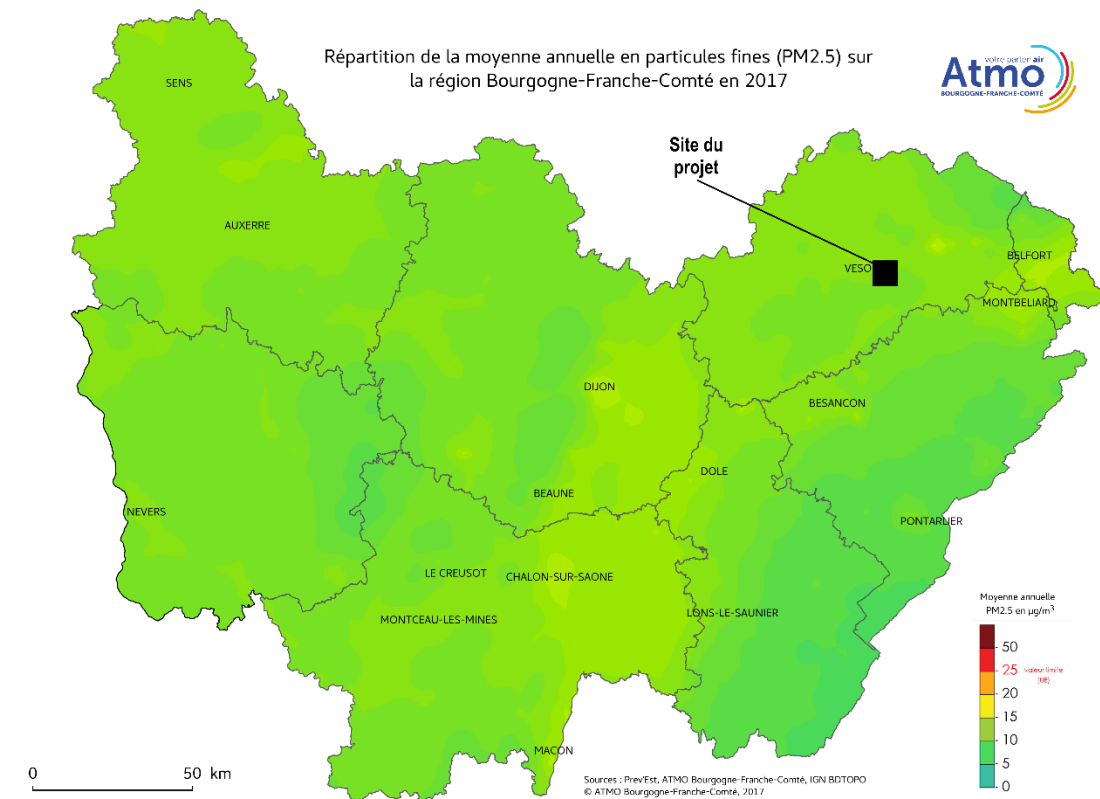 Répartition de la moyenne annuelle en particules fines (PM2.5) sur
la région Bourgogne-Franche-Comté en 2017
votre parten air
Atmo
BOURGOGNE-FRANCHE-COMTÉ
SENS
Site du
projet
AUXERRE
BELFORT
VESO
MONTBELIARD
DIJON
BESANCON
DOLE
BEAUNE
NEVERS
PONTARLIER
LE CREUSOT
CHALON-SUR-SAONE
LONS-LE-SAUNIER
MONTCEAU-LES-MINES
MACON
Moyenne annuelle
PM2.5 en µg/m³
50
25 valeur limite
(UE)
20
15
10
5
0
0 50 km
Sources : Prev'Est, ATMO Bourgogne-Franche-Comté, IGN BDTOPO
© ATMO Bourgogne-Franche-Comté, 2017